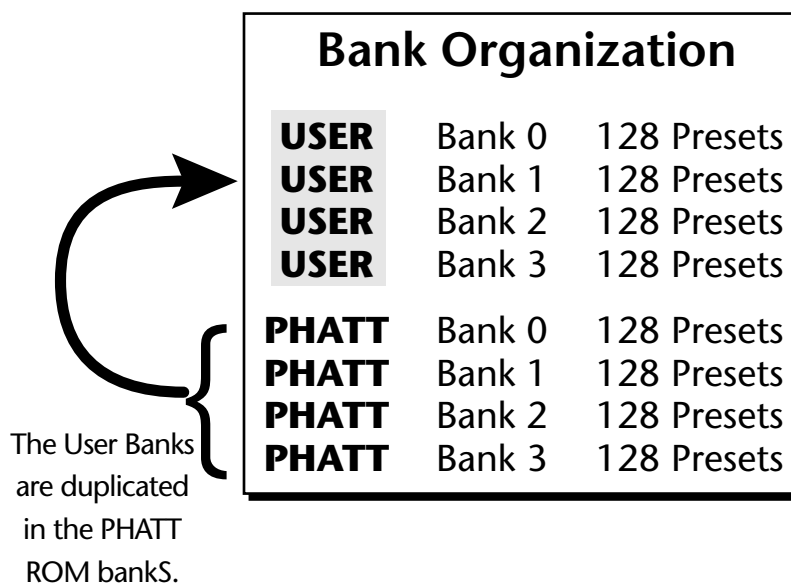 Bank Organization
USER Bank 0 128 Presets
USER Bank 1 128 Presets
USER Bank 2 128 Presets
USER Bank 3 128 Presets
PHATT Bank 0 128 Presets
PHATT Bank 1 128 Presets
PHATT Bank 2 128 Presets
PHATT Bank 3 128 Presets
The User Banks
are duplicated
in the PHATT
ROM bankS.